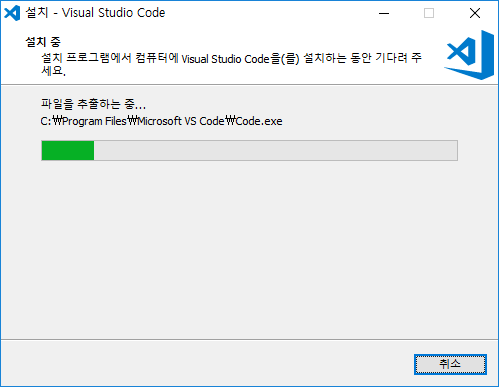 설치 - Visual Studio Code
설치 중
설치 프로그램에서 컴퓨터에 Visual Studio Code을(를) 설치하는 동안 기다려 주
세요.
파일을 추출하는 중...
C:₩Program Files₩Microsoft VS Code₩Code.exe
취소